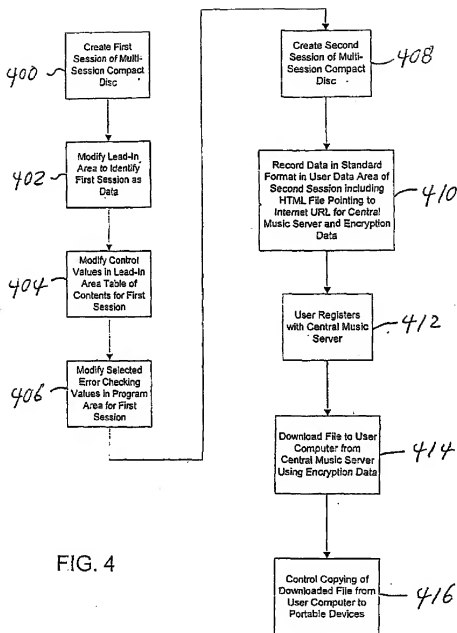 400
Create First
Session of Multi-
Session Compact
Disc
402
Modify Lead-In
Area to Identify
First Session as
Data
404
Modify Control
Values in Lead-In
Area Table of
Contents for First
Session
406
Modify Selected
Error Checking
Values in Program
Area for First
Session
Create Second
Session of Multi-
Session Compact
Disc
408
Record Data in Standard
Format in User Data Area of
Second Session including
HTML File Pointing to
Internet URL for Central
Music Server and Encryption
Data
410
User Registers
with Central Music
Server
412
Download File to User
Computer from
Central Music Server
Using Encryption Data
414
Control Copying of
Downloaded File from
User Computer to
Portable Devices
416
FIG. 4